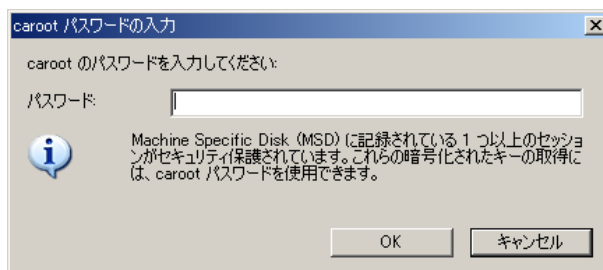 caroot パスワードの入力
caroot のパスワードを入力してください:
パスワード:
Machine Specific Disk (MSD) に記録されている 1 つ以上のセッショ
ンがセキュリティ保護されています。これらの暗号化されたキーの取得に
は、caroot パスワードを使用できます。
OK
キャンセル